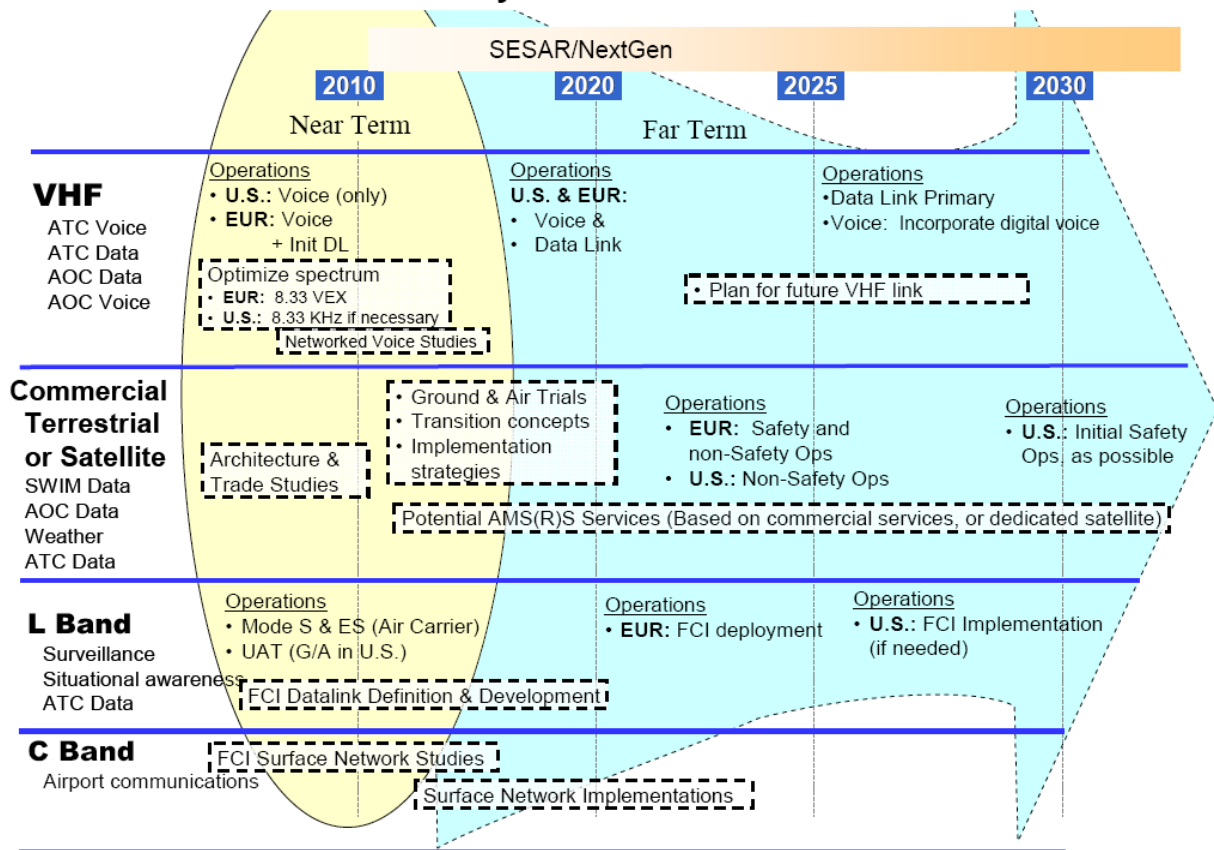 SESAR/NextGen
2010
2020
2025
2030
Near Term
Far Term
VHF
ATC Voice
ATC Data
AOC Data
AOC Voice
Operations
• U.S.: Voice (only)
• EUR: Voice
+ Init DL
Optimize spectrum
• EUR: 8.33 VEX
• U.S.: 8.33 KHz if necessary
Networked Voice Studies
Operations
U.S. & EUR:
• Voice &
• Data Link
Operations
•Data Link Primary
•Voice: Incorporate digital voice
• Plan for future VHF link
Commercial
Terrestrial
or Satellite
SWIM Data
AOC Data
Weather
ATC Data
Architecture &
Trade Studies
• Ground & Air Trials
• Transition concepts
• Implementation
strategies
Operations
• EUR: Safety and
non-Safety Ops
• U.S.: Non-Safety Ops
Operations
• U.S.: Initial Safety
Ops, as possible
Potential AMS(R)S Services (Based on commercial services, or dedicated satellite)
L Band
Surveillance
Situational awareness
ATC Data
Operations
• Mode S & ES (Air Carrier)
• UAT (G/A in U.S.)
FCI Datalink Definition & Development
Operations
• EUR: FCI deployment
Operations
• U.S.: FCI Implementation
(if needed)
C Band
Airport communications
FCI Surface Network Studies
Surface Network Implementations